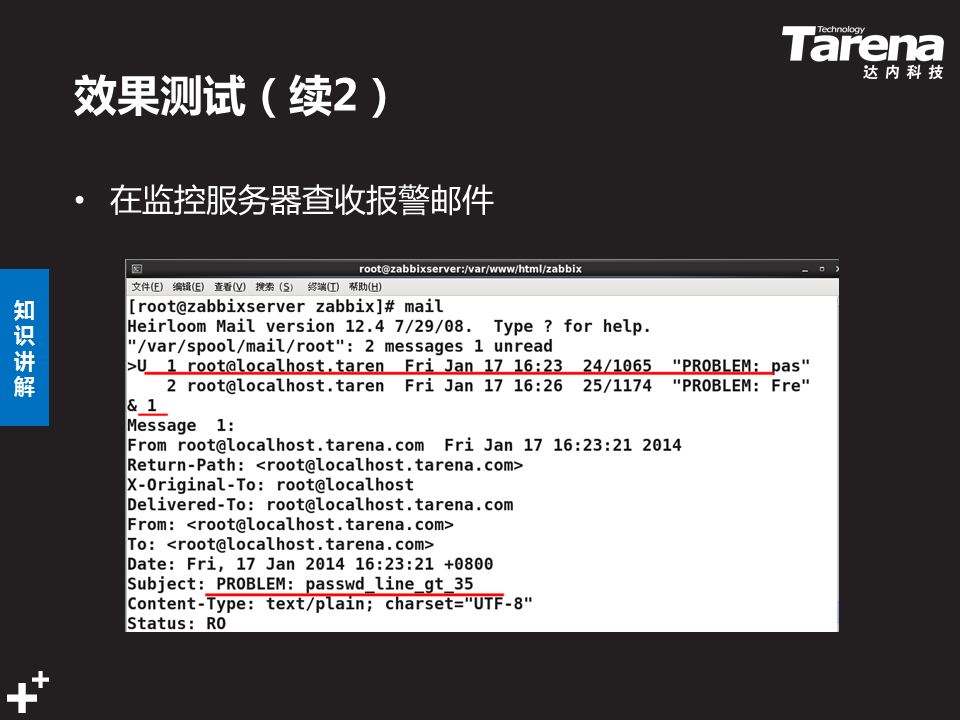 Technology
Tarena
达内科技
效果测试（续2）
• 在监控服务器查收报警邮件
知
识
讲
解
root@zabbixserver:/var/www/html/zabbix
文件(F) 编辑(E) 查看(V) 搜索 (S) 终端(T) 帮助(H)
[root@zabbixserver zabbix]# mail
Heirloom Mail version 12.4 7/29/08.  Type ? for help.
"/var/spool/mail/root": 2 messages 1 unread
>U  1 root@localhost.taren  Fri Jan 17 16:23  24/1065  "PROBLEM: pas"
    2 root@localhost.taren  Fri Jan 17 16:26  25/1174  "PROBLEM: Fre"
& 1
Message  1:
From root@localhost.tarena.com  Fri Jan 17 16:23:21 2014
Return-Path: <root@localhost.tarena.com>
X-Original-To: root@localhost
Delivered-To: root@localhost.tarena.com
From: <root@localhost.tarena.com>
To: <root@localhost.tarena.com>
Date: Fri, 17 Jan 2014 16:23:21 +0800
Subject: PROBLEM: passwd_line_gt_35
Content-Type: text/plain; charset="UTF-8"
Status: RO